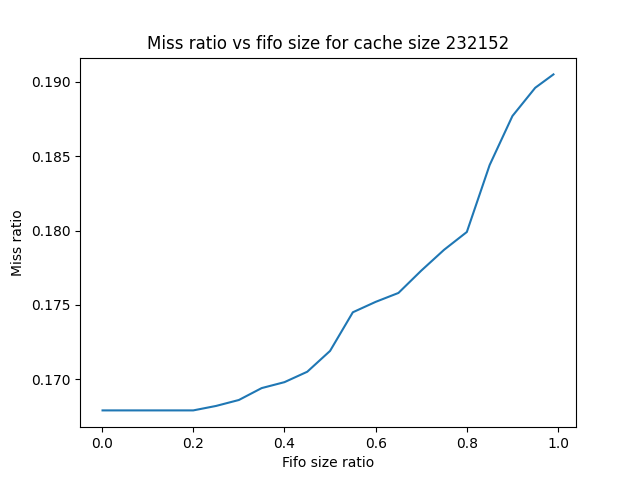 Miss ratio vs fifo size for cache size 232152
0.190
0.185
0.180
0.175
0.170
Miss ratio
0.0 0.2 0.4 0.6 0.8 1.0
Fifo size ratio